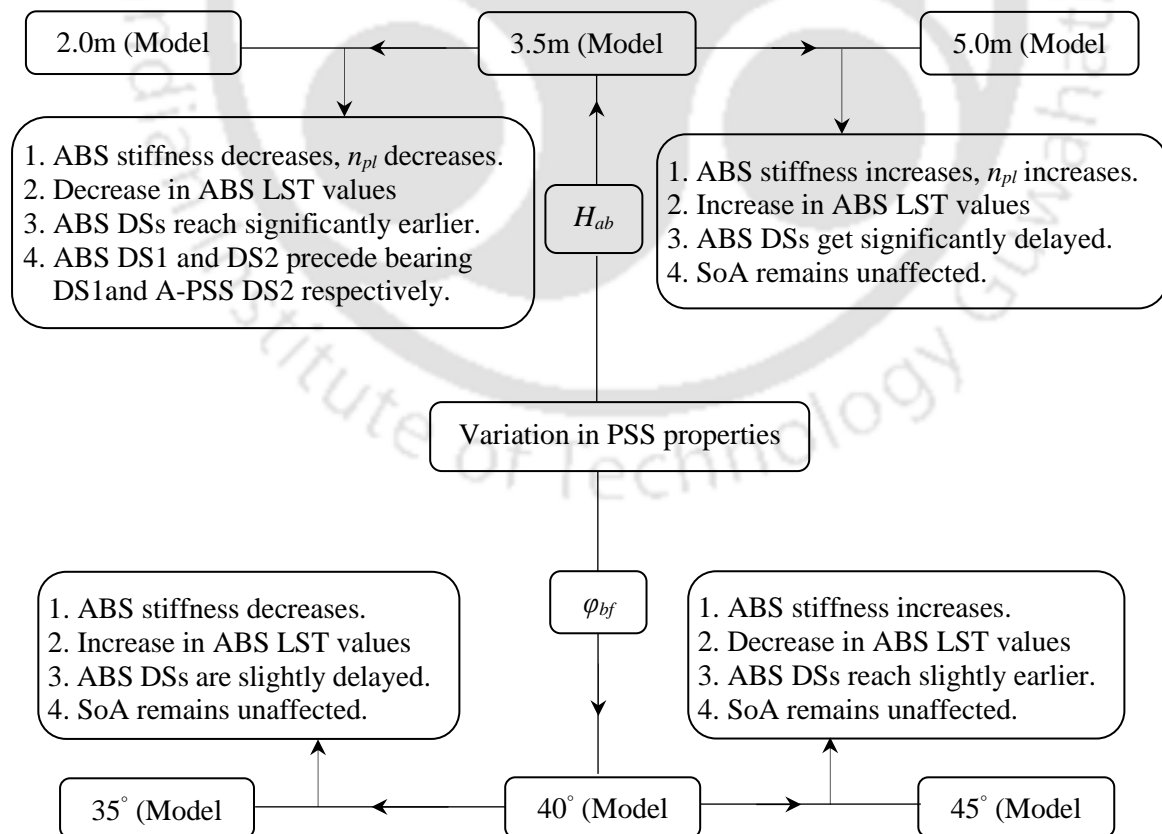 2.0m (Model
3.5m (Model
5.0m (Model
1. ABS stiffness decreases, npl decreases.
2. Decrease in ABS LST values
3. ABS DSs reach significantly earlier.
4. ABS DS1 and DS2 precede bearing
DS1and A-PSS DS2 respectively.
Hab
1. ABS stiffness increases, npl increases.
2. Increase in ABS LST values
3. ABS DSs get significantly delayed.
4. SoA remains unaffected.
Variation in PSS properties
1. ABS stiffness decreases.
2. Increase in ABS LST values
3. ABS DSs are slightly delayed.
4. SoA remains unaffected.
φbf
1. ABS stiffness increases.
2. Decrease in ABS LST values
3. ABS DSs reach slightly earlier.
4. SoA remains unaffected.
35° (Model
40° (Model
45° (Model
ndian Institute of Technology Guwahat